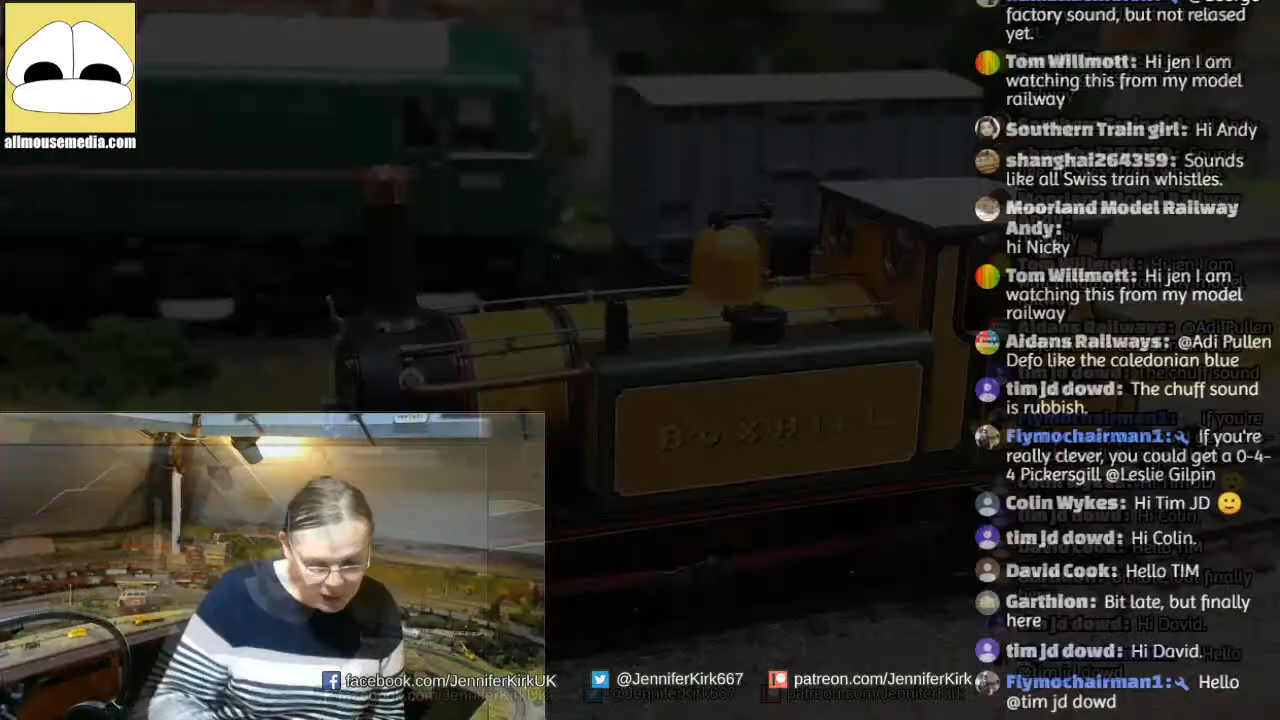 allmousemedia.com
factory sound, but not relased
yet.
Tom Willmott: Hi jen I am
watching this from my model
railway
Southern Train girl: Hi Andy
shanghai264359: Sounds
like all Swiss train whistles.
Moorland Model Railway
Andy:
hi Nicky
Tom Willmott: Hi jen I am
watching this from my model
railway
Aidans Railways: @Adi Pullen
Defo like the caledonian blue
tim jd dowd: The chuff sound
is rubbish.
Flymochairman1: If you're
really clever, you could get a 0-4-
4 Pickersgill @Leslie Gilpin
Colin Wykes: Hi Tim JD 🙂
tim jd dowd: Hi Colin.
David Cook: Hello TIM
Garthion: Bit late, but finally
here
tim jd dowd: Hi David.
Flymochairman1: Hello
@tim jd dowd
BOXHILL
facebook.com/JenniferKirkUK
@JenniferKirk667
patreon.com/JenniferKirk